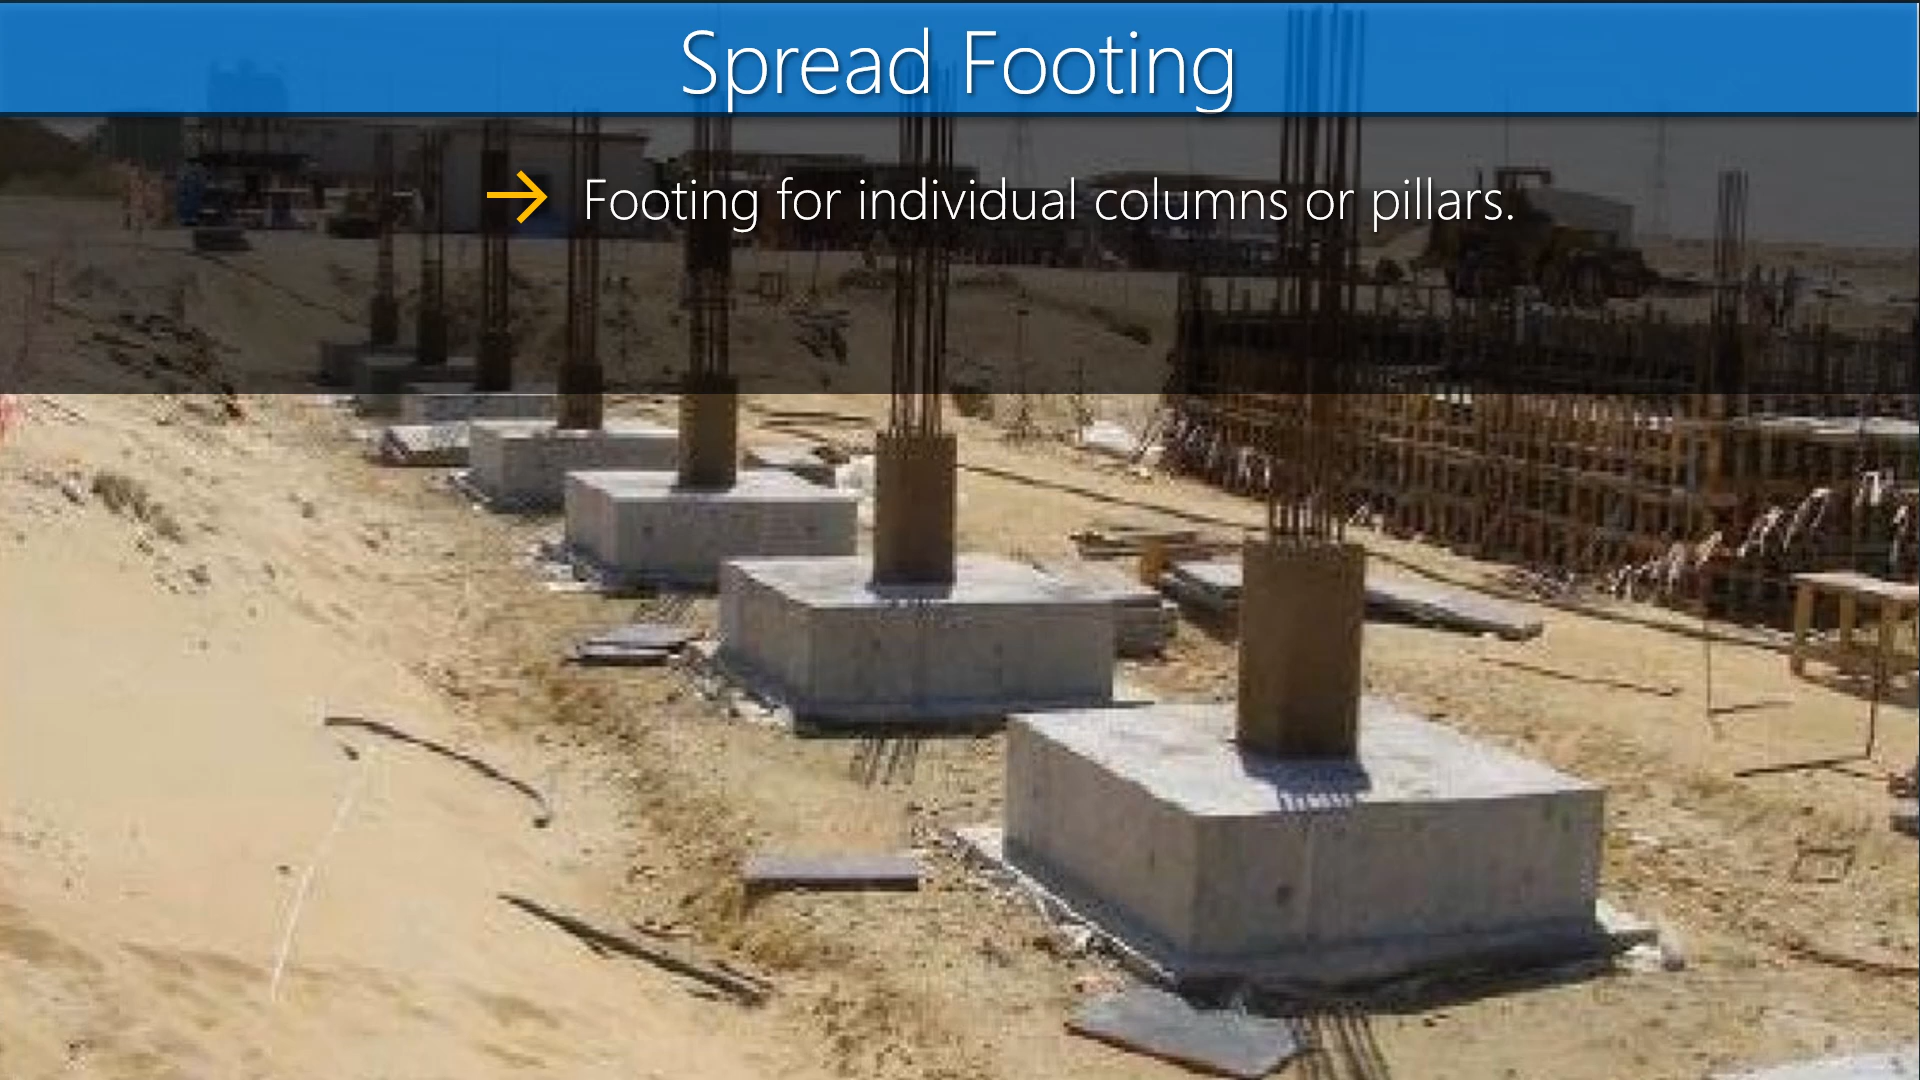 Spread Footing
→ Footing for individual columns or pillars.